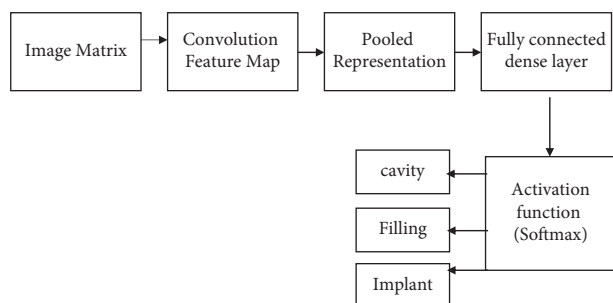 Image Matrix
Convolution
Feature Map
Pooled
Representation
Fully connected
dense layer
cavity
Filling
Implant
Activation
function
(Softmax)